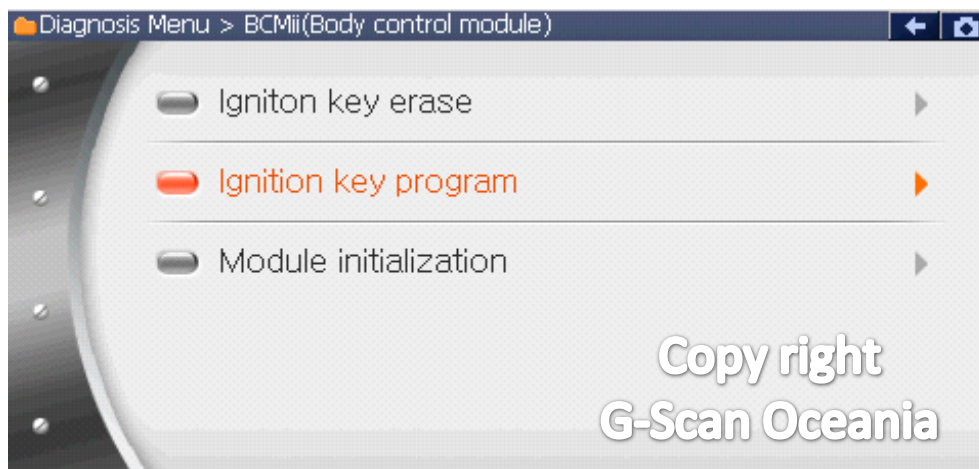 Diagnosis Menu > BCMii(Body control module)
Igniton key erase
Ignition key program
Module initialization
Copy right
G-Scan Oceania